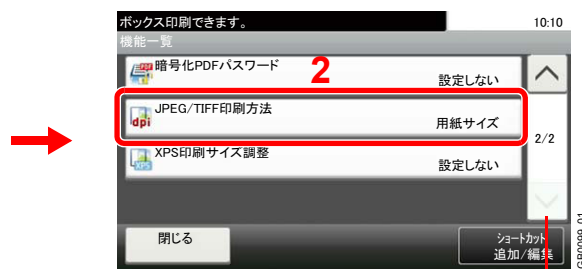 ボックス印刷できます。
10:10
機能一覧
暗号化PDFパスワード
2
設定しない
dpi
JPEG/TIFF印刷方法
用紙サイズ
2/2
XPS印刷サイズ調整
設定しない
閉じる
ショートカット
追加/編集